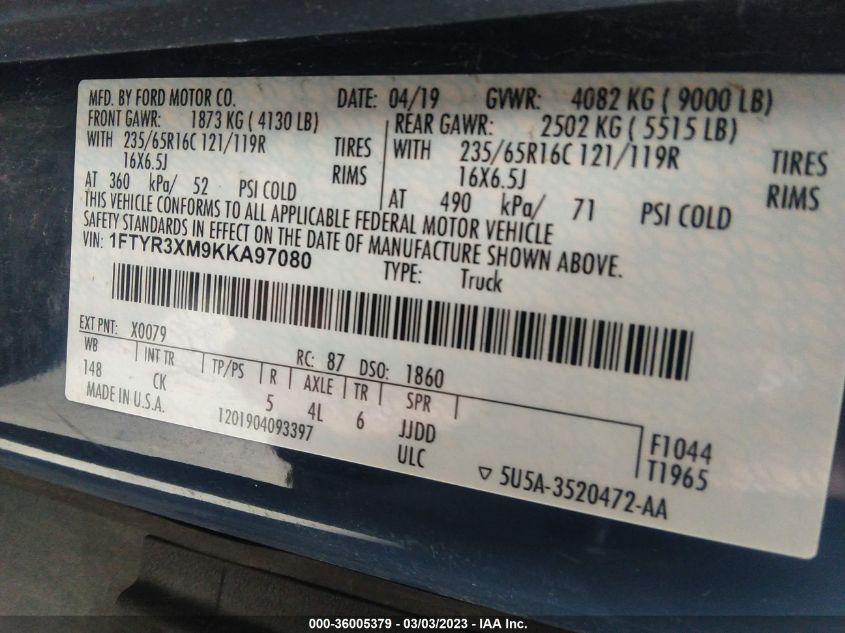 MFD. BY FORD MOTOR CO. DATE: 04/19 GVWR: 4082 KG ( 9000 LB)
FRONT GAWR: 1873 KG ( 4130 LB) REAR GAWR: 2502 KG ( 5515 LB)
WITH 235/65R16C 121/119R TIRES WITH 235/65R16C 121/119R TIRES
16X6.5J RIMS 16X6.5J RIMS
AT 360 kPa/ 52 PSI COLD AT 490 kPa/ 71 PSI COLD
THIS VEHICLE CONFORMS TO ALL APPLICABLE FEDERAL MOTOR VEHICLE
SAFETY STANDARDS IN EFFECT ON THE DATE OF MANUFACTURE SHOWN ABOVE.
VIN: 1FTYR3XM9KKA97080 TYPE: Truck
EXT PNT: X0079 RC: 87 DSO: 1860
WB INT TR TP/PS R AXLE TR SPR
148 CK 5 4L 6 JJDD F1044
MADE IN U.S.A. 1201904093397 ULC T1965
5U5A-3520472-AA
000-36005379 - 03/03/2023 - IAA Inc.